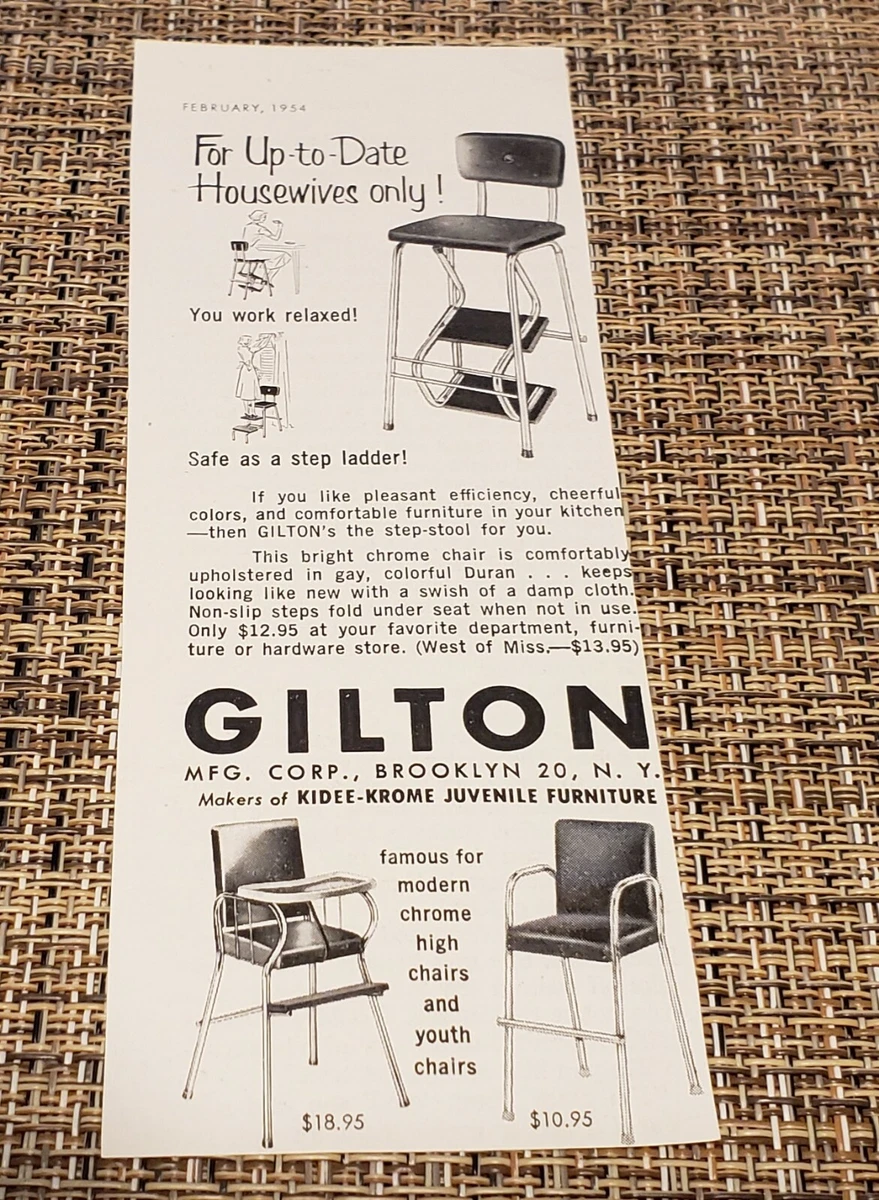 FEBRUARY, 1954
For Up-to-Date
Housewives only!
You work relaxed!
Safe as a step ladder!
If you like pleasant efficiency, cheerful
colors, and comfortable furniture in your kitchen
—then GILTON's the step-stool for you.
This bright chrome chair is comfortably
upholstered in gay, colorful Duran . . . keeps
looking like new with a swish of a damp cloth.
Non-slip steps fold under seat when not in use.
Only $12.95 at your favorite department, furni-
ture or hardware store. (West of Miss.—$13.95)
GILTON
MFG. CORP., BROOKLYN 20, N. Y.
Makers of KIDEE-KROME JUVENILE FURNITURE
famous for
modern
chrome
high
chairs
and
youth
chairs
$18.95
$10.95